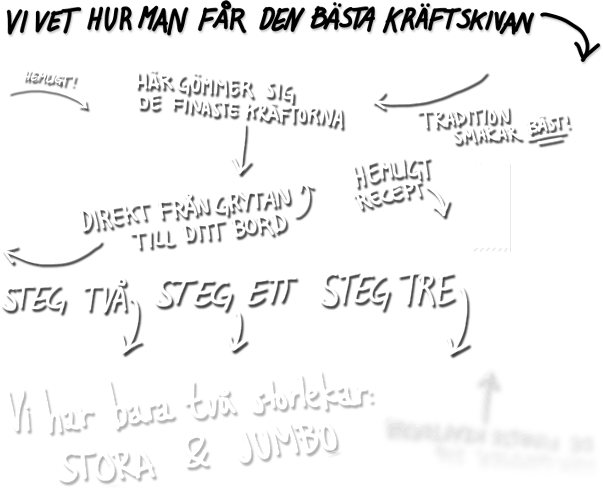 VI VET HUR MAN FÅR DEN BÄSTA KRÄFTSKIVAN
HEMLIGT!
HÄR GÖMMER SIG
DE FINASTE KRÄFTORNA
TRADITION
SMAKAR BÄST!
HEMLIGT
RECEPT
DIREKT FRÅN GRYTAN
TILL DITT BORD
STEG TVÅ
STEG ETT
STEG TRE
Vi har bara två storlekar:
STORA & JUMBO